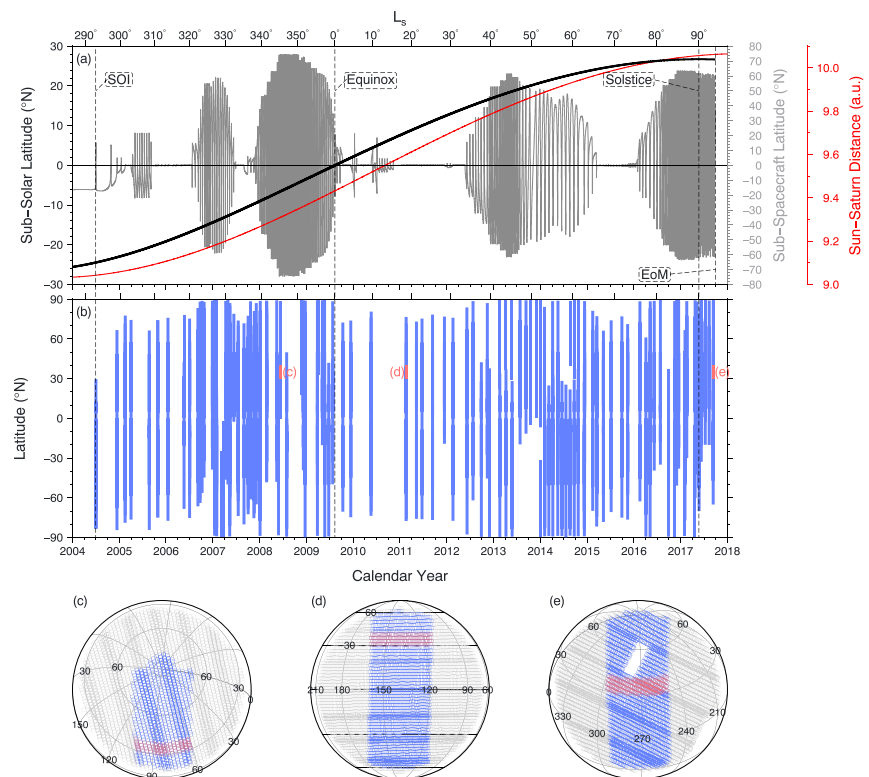 Ls
290° 300° 310° 320° 330° 340° 350° 0° 10° 20° 30° 40° 50° 60° 70° 80° 90°
(a)
SOI
Equinox
Solstice
EoM
30
20
10
0
−10
−20
−30
Sub−Solar Latitude (°N)
80
70
60
50
40
30
20
10
0
−10
−20
−30
−40
−50
−60
−70
−80
Sub−Spacecraft Latitude (°N)
10.0
9.8
9.6
9.4
9.2
9.0
Sun−Saturn Distance (a.u.)
(b)
90
60
30
0
−30
−60
−90
Latitude (°N)
(c)
(d)
(e)
2004 2005 2006 2007 2008 2009 2010 2011 2012 2013 2014 2015 2016 2017 2018
Calendar Year
(c)
60
60
30
30
0
150
30
120
60
90
(d)
60
30
210 180 150 120 90 60
(e)
60
60
30
30
0
330
210
300
240
270